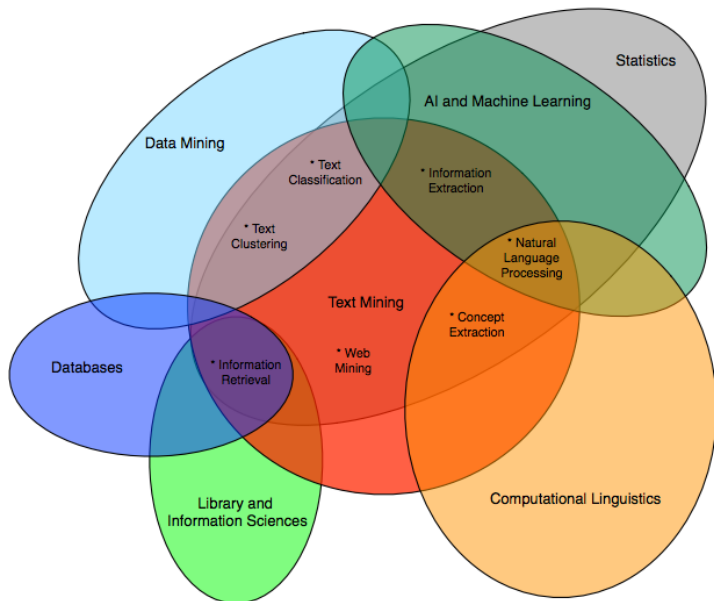 Statistics
AI and Machine Learning
Data Mining
* Text
Classification
* Information
Extraction
* Text
Clustering
* Natural
Language
Processing
Text Mining
* Concept
Extraction
* Web
Mining
Databases
* Information
Retrieval
Library and
Information Sciences
Computational Linguistics